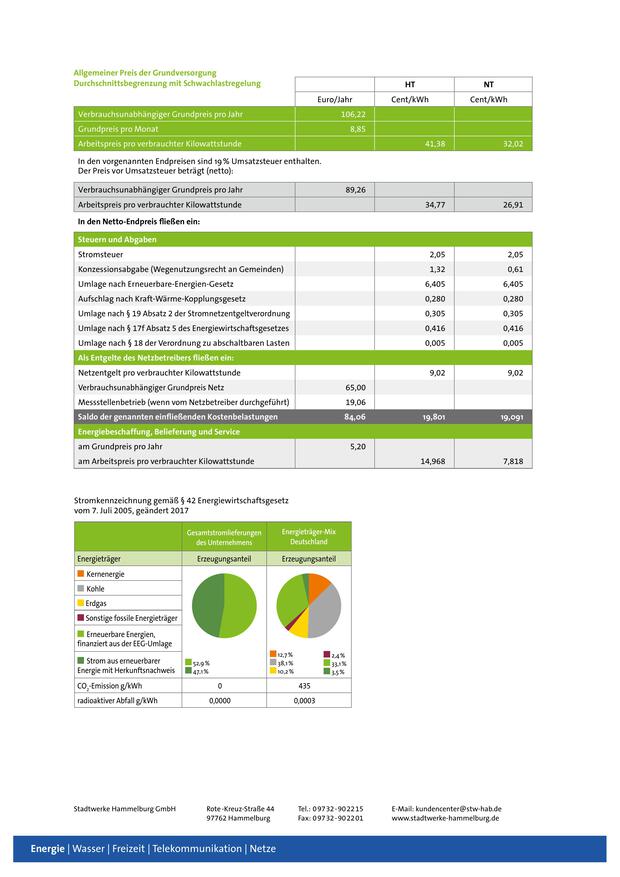 Allgemeiner Preis der Grundversorgung
Durchschnittsbegrenzung mit Schwachlastregelung
HT NT
Euro/Jahr Cent/kWh Cent/kWh
Verbrauchsunabhängiger Grundpreis pro Jahr 106,22
Grundpreis pro Monat 8,85
Arbeitspreis pro verbrauchter Kilowattstunde 41,38 32,02
In den vorgenannten Endpreisen sind 19 % Umsatzsteuer enthalten.
Der Preis vor Umsatzsteuer beträgt (netto):
Verbrauchsunabhängiger Grundpreis pro Jahr 89,26
Arbeitspreis pro verbrauchter Kilowattstunde 34,77 26,91
In den Netto-Endpreis fließen ein:
Steuern und Abgaben
Stromsteuer 2,05 2,05
Konzessionsabgabe (Wegenutzungsrecht an Gemeinden) 1,32 0,61
Umlage nach Erneuerbare-Energien-Gesetz 6,405 6,405
Aufschlag nach Kraft-Wärme-Kopplungsgesetz 0,280 0,280
Umlage nach § 19 Absatz 2 der Stromnetzentgeltverordnung 0,305 0,305
Umlage nach § 17f Absatz 5 des Energiewirtschaftsgesetzes 0,416 0,416
Umlage nach § 18 der Verordnung zu abschaltbaren Lasten 0,005 0,005
Als Entgelte des Netzbetreibers fließen ein:
Netzentgelt pro verbrauchter Kilowattstunde 9,02 9,02
Verbrauchsunabhängiger Grundpreis Netz 65,00
Messstellenbetrieb (wenn vom Netzbetreiber durchgeführt) 19,06
Saldo der genannten einfließenden Kostenbelastungen 84,06 19,801 19,091
Energiebeschaffung, Belieferung und Service
am Grundpreis pro Jahr 5,20
am Arbeitspreis pro verbrauchter Kilowattstunde 14,968 7,818
Stromkennzeichnung gemäß § 42 Energiewirtschaftsgesetz
vom 7. Juli 2005, geändert 2017
Gesamtstromlieferungen Energieträger-Mix
des Unternehmens Deutschland
Energieträger Erzeugungsanteil Erzeugungsanteil
Kernenergie
Kohle
Erdgas
Sonstige fossile Energieträger
Erneuerbare Energien,
finanziert aus der EEG-Umlage
Strom aus erneuerbarer
Energie mit Herkunftsnachweis
52,9 %
47,1 %
12,7 % 2,4 %
38,1 % 33,1 %
10,2 % 3,5 %
CO2-Emission g/kWh 0 435
radioaktiver Abfall g/kWh 0,0000 0,0003
Stadtwerke Hammelburg GmbH Rote-Kreuz-Straße 44 Tel.: 09732-902215 E-Mail: kundencenter@stw-hab.de
97762 Hammelburg Fax: 09732-902201 www.stadtwerke-hammelburg.de
Energie | Wasser | Freizeit | Telekommunikation | Netze